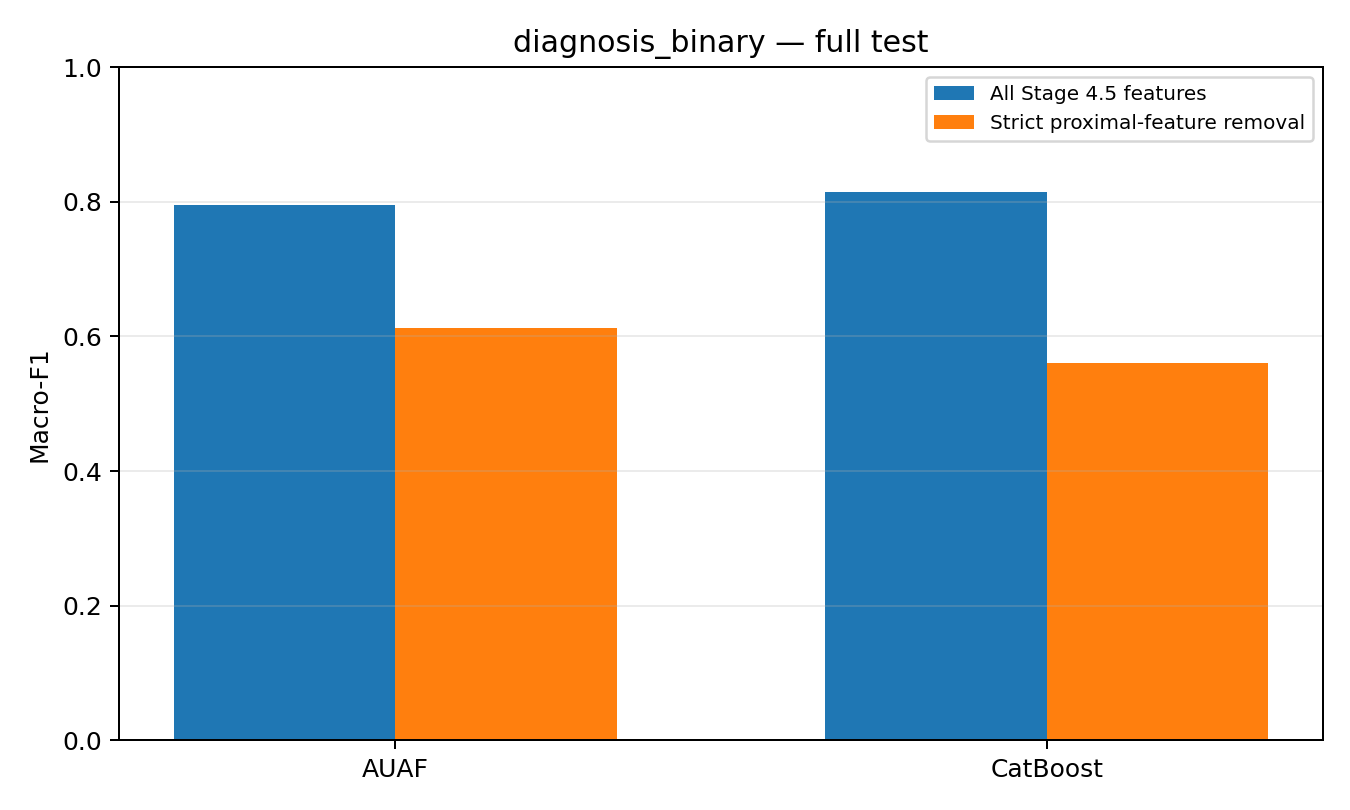 diagnosis_binary — full test
All Stage 4.5 features
Strict proximal-feature removal
Macro-F1
1.0
0.8
0.6
0.4
0.2
0.0
AUAF
CatBoost